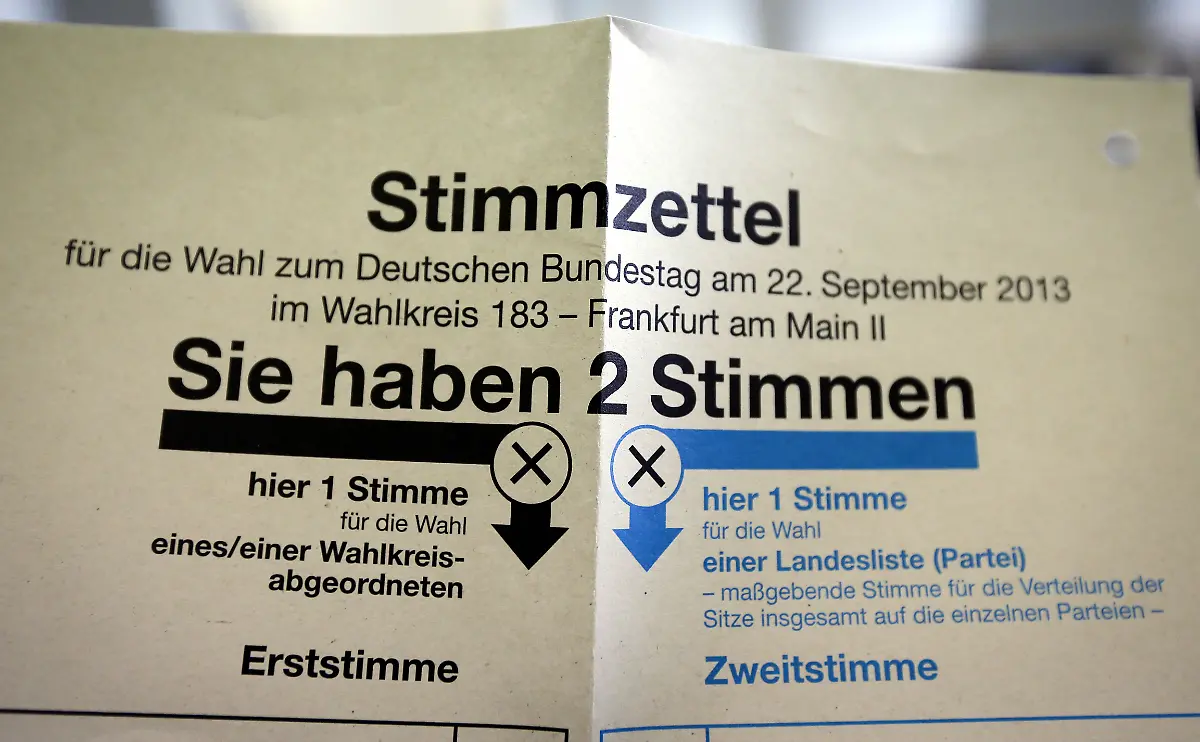 Stimmzettel
für die Wahl zum Deutschen Bundestag am 22. September 2013
im Wahlkreis 183 – Frankfurt am Main II
Sie haben 2 Stimmen
hier 1 Stimme
für die Wahl
eines/einer Wahlkreis-
abgeordneten
Erststimme
hier 1 Stimme
für die Wahl
einer Landesliste (Partei)
– maßgebende Stimme für die Verteilung der
Sitze insgesamt auf die einzelnen Parteien –
Zweitstimme